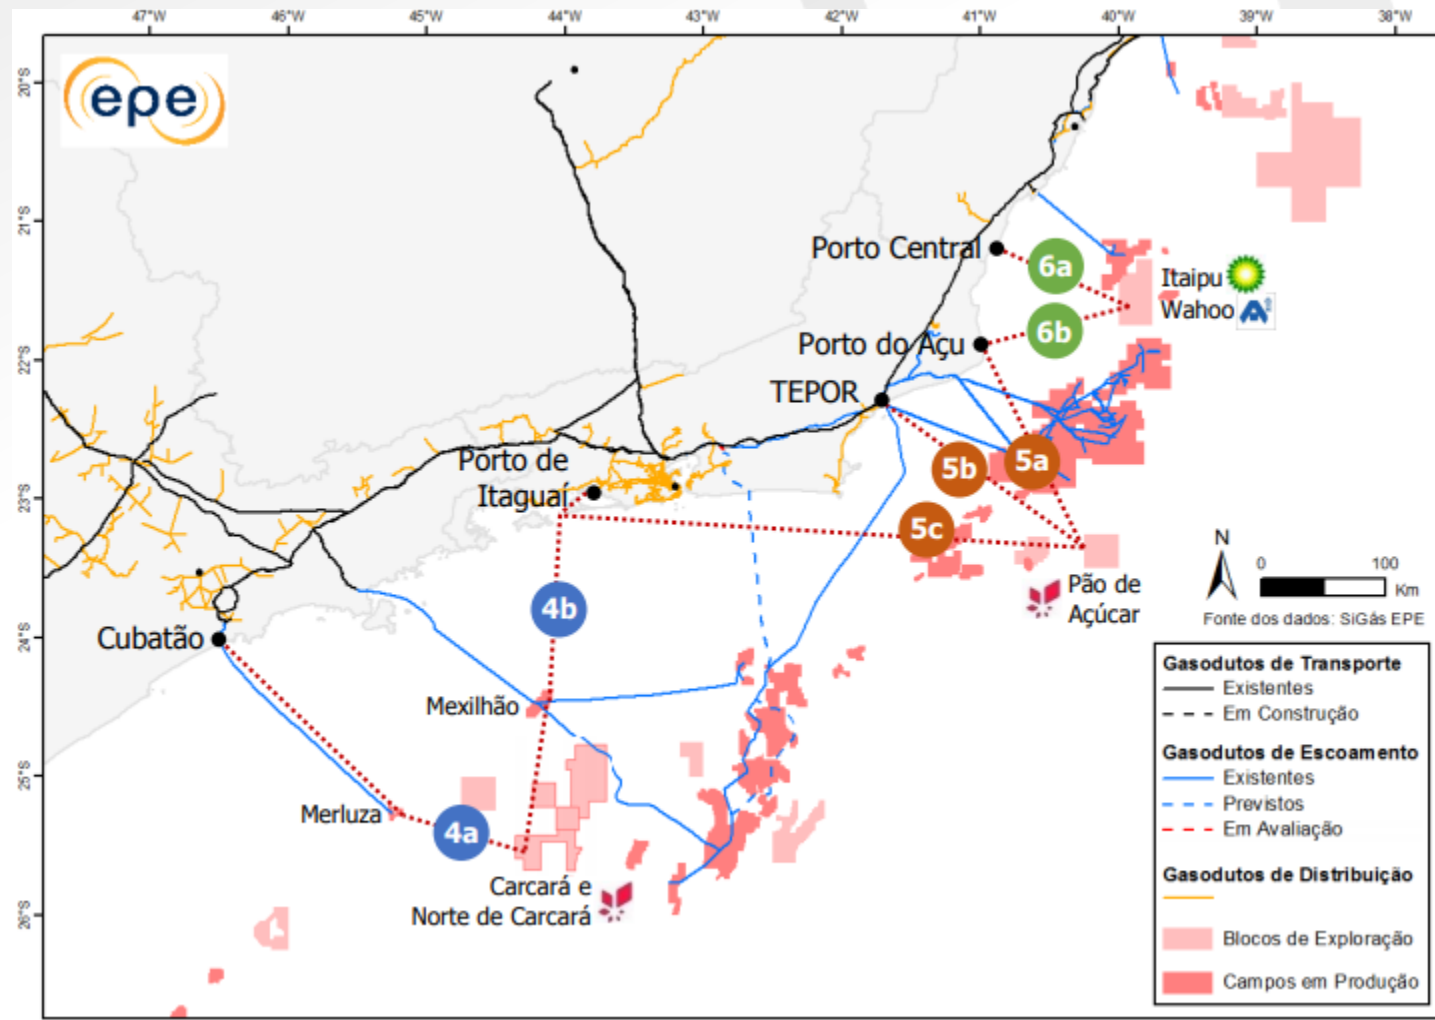 47°W 46°W 45°W 44°W 43°W 42°W 41°W 40°W 39°W 38°W
20°S
21°S
22°S
23°S
24°S
25°S
26°S
epe
Porto Central
6a
Itaipu
Wahoo
6b
Porto do Açu
TEPOR
Porto de
Itaguaí
5b
5a
5c
N
0 100
Km
Fonte dos dados: SiGás EPE
Pão de
Açúcar
4b
Cubatão
Mexilhão
Merluza
4a
Carcará e
Norte de Carcará
Gasodutos de Transporte
Existentes
Em Construção
Gasodutos de Escoamento
Existentes
Previstos
Em Avaliação
Gasodutos de Distribuição
Blocos de Exploração
Campos em Produção